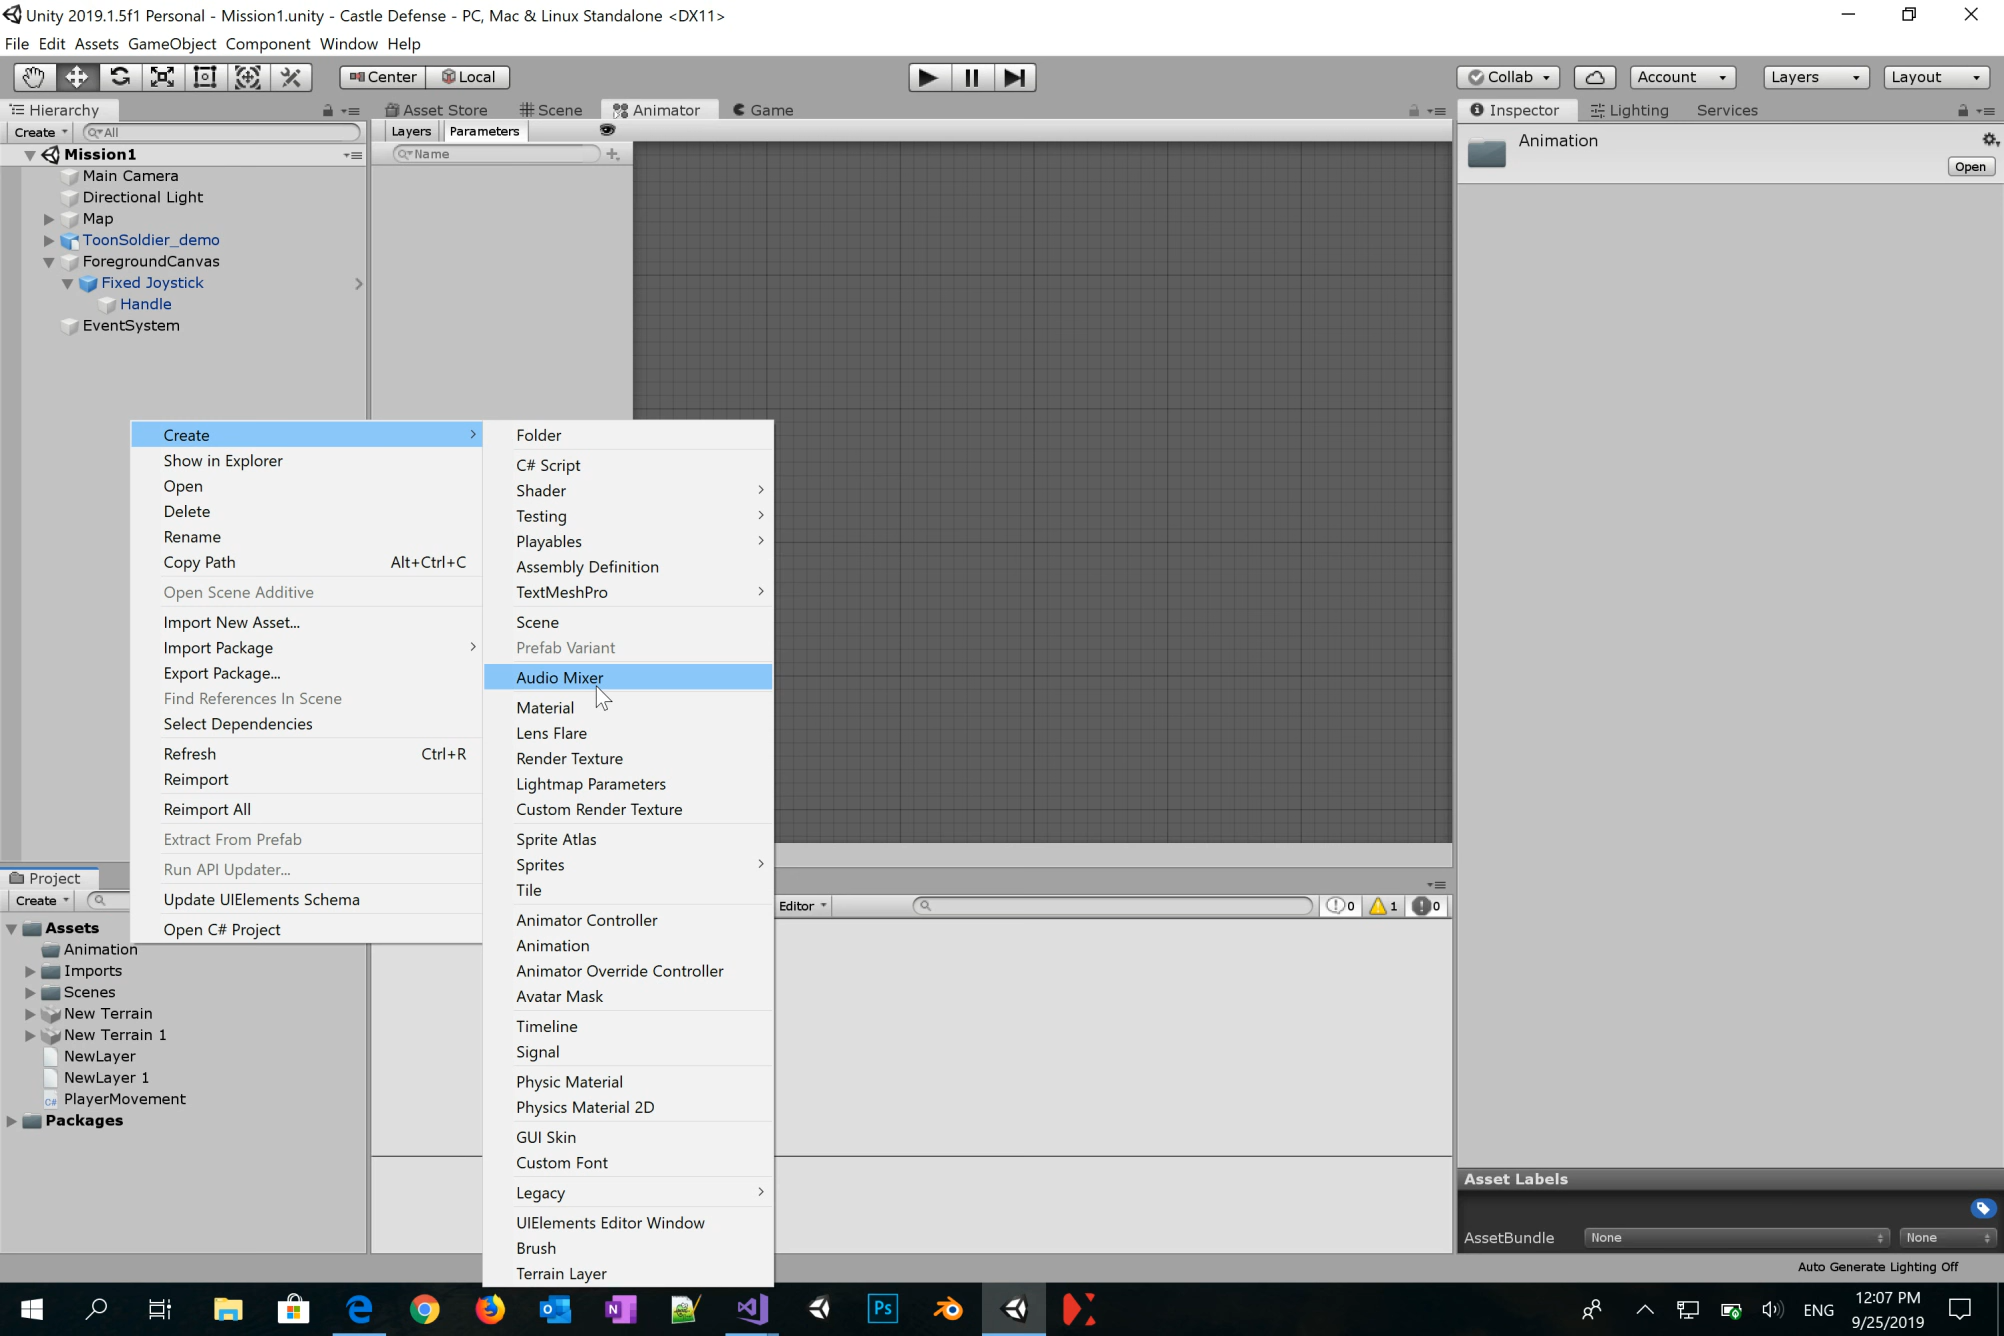 Unity 2019.1.5f1 Personal - Mission1.unity - Castle Defense - PC, Mac & Linux Standalone <DX11>
File Edit Assets GameObject Component Window Help
Center Local Collab Account Layers Layout
Hierarchy Asset Store Scene Animator Game Inspector Lighting Services
Create All Layers Parameters
Name
Animation
Open
Mission1
Main Camera
Directional Light
Map
ToonSoldier_demo
ForegroundCanvas
Fixed Joystick
Handle
EventSystem
Create
Show in Explorer
Open
Delete
Rename
Copy Path Alt+Ctrl+C
Open Scene Additive
Import New Asset...
Import Package
Export Package...
Find References In Scene
Select Dependencies
Refresh Ctrl+R
Reimport
Reimport All
Extract From Prefab
Run API Updater...
Update UIElements Schema
Open C# Project
Folder
C# Script
Shader
Testing
Playables
Assembly Definition
TextMeshPro
Scene
Prefab Variant
Audio Mixer
Material
Lens Flare
Render Texture
Lightmap Parameters
Custom Render Texture
Sprite Atlas
Sprites
Tile
Animator Controller
Animation
Animator Override Controller
Avatar Mask
Timeline
Signal
Physic Material
Physics Material 2D
GUI Skin
Custom Font
Legacy
UIElements Editor Window
Brush
Terrain Layer
Project
Create
Editor 0 1 0
Assets
Animation
Imports
Scenes
New Terrain
New Terrain 1
NewLayer
NewLayer 1
C# PlayerMovement
Packages
Asset Labels
AssetBundle None None
Auto Generate Lighting Off
Ps
ENG
12:07 PM
9/25/2019